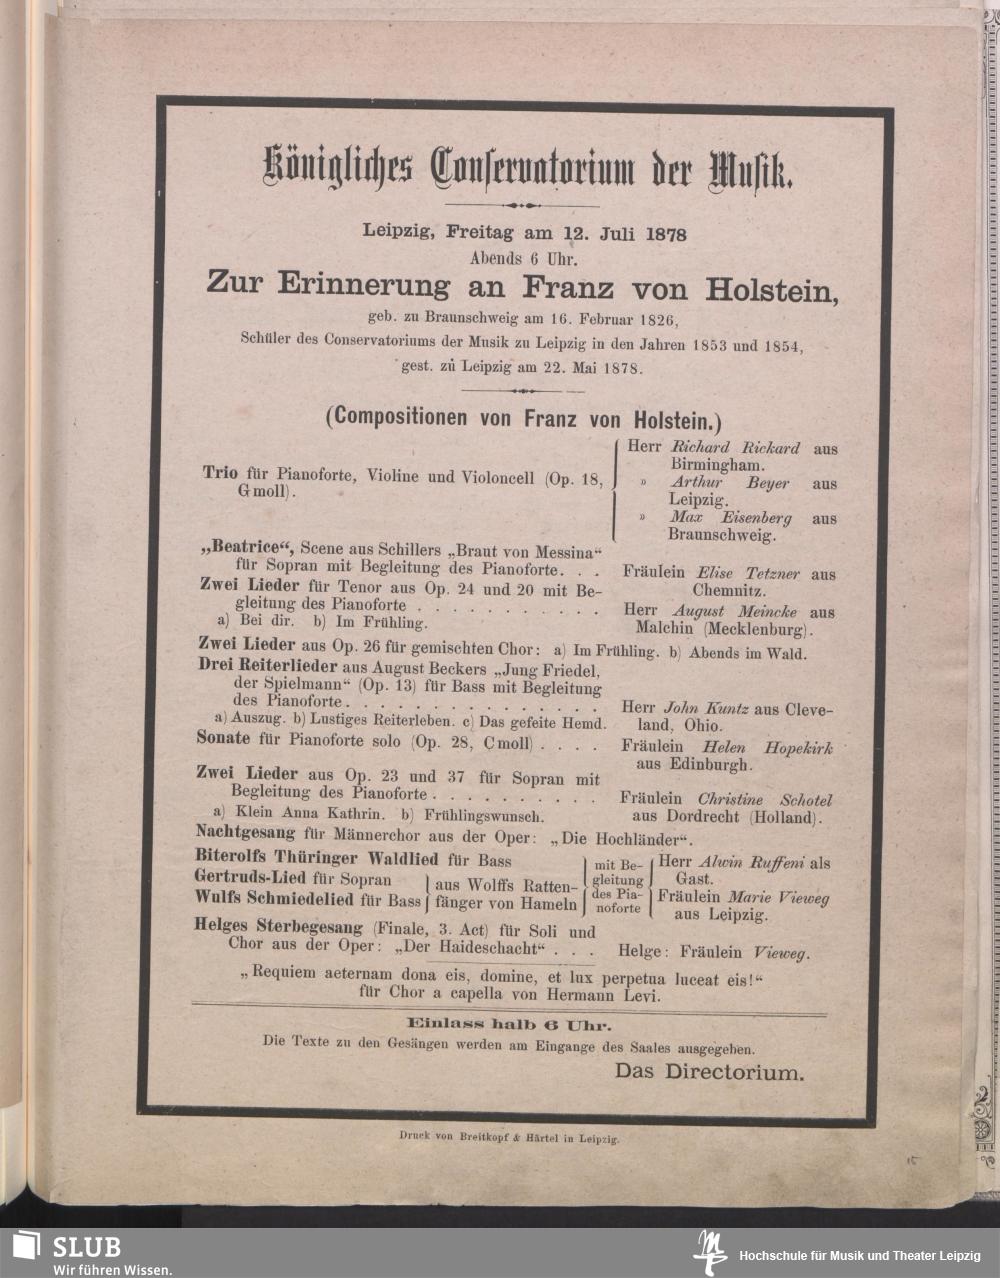 Königliches Conservatorium der Musik.
Leipzig, Freitag am 12. Juli 1878
Abends 6 Uhr.
Zur Erinnerung an Franz von Holstein,
geb. zu Braunschweig am 16. Februar 1826,
Schüler des Conservatoriums der Musik zu Leipzig in den Jahren 1853 und 1854,
gest. zu Leipzig am 22. Mai 1878.
(Compositionen von Franz von Holstein.)
Trio für Pianoforte, Violine und Violoncell (Op. 18,
G moll).
Herr Richard Rickard aus
Birmingham.
» Arthur Beyer aus
Leipzig.
» Max Eisenberg aus
Braunschweig.
„Beatrice“, Scene aus Schillers „Braut von Messina“
für Sopran mit Begleitung des Pianoforte. . .
Fräulein Elise Tetzner aus
Chemnitz.
Zwei Lieder für Tenor aus Op. 24 und 20 mit Be-
gleitung des Pianoforte . . . . . . . . . . .
a) Bei dir. b) Im Frühling.
Herr August Meincke aus
Malchin (Mecklenburg).
Zwei Lieder aus Op. 26 für gemischten Chor: a) Im Frühling. b) Abends im Wald.
Drei Reiterlieder aus August Beckers „Jung Friedel,
der Spielmann“ (Op. 13) für Bass mit Begleitung
des Pianoforte . . . . . . . . . . . . . .
a) Auszug. b) Lustiges Reiterleben. c) Das gefeite Hemd.
Herr John Kuntz aus Cleve-
land, Ohio.
Sonate für Pianoforte solo (Op. 28, C moll) . . . .
Fräulein Helen Hopekirk
aus Edinburgh.
Zwei Lieder aus Op. 23 und 37 für Sopran mit
Begleitung des Pianoforte . . . . . . . . . .
a) Klein Anna Kathrin. b) Frühlingswunsch.
Fräulein Christine Schotel
aus Dordrecht (Holland).
Nachtgesang für Männerchor aus der Oper: „Die Hochländer“.
Biterolfs Thüringer Waldlied für Bass
Gertruds-Lied für Sopran
Wulfs Schmiedelied für Bass
aus Wolffs Ratten-
fänger von Hameln
mit Be-
gleitung
des Pia-
noforte
Herr Alwin Ruffeni als
Gast.
Fräulein Marie Vieweg
aus Leipzig.
Helges Sterbegesang (Finale, 3. Act) für Soli und
Chor aus der Oper: „Der Haideschacht“ . . .
Helge: Fräulein Vieweg.
„Requiem aeternam dona eis, domine, et lux perpetua luceat eis!“
für Chor a capella von Hermann Levi.
Einlass halb 6 Uhr.
Die Texte zu den Gesängen werden am Eingange des Saales ausgegeben.
Das Directorium.
Druck von Breitkopf & Härtel in Leipzig.
SLUB
Wir führen Wissen.
Hochschule für Musik und Theater Leipzig